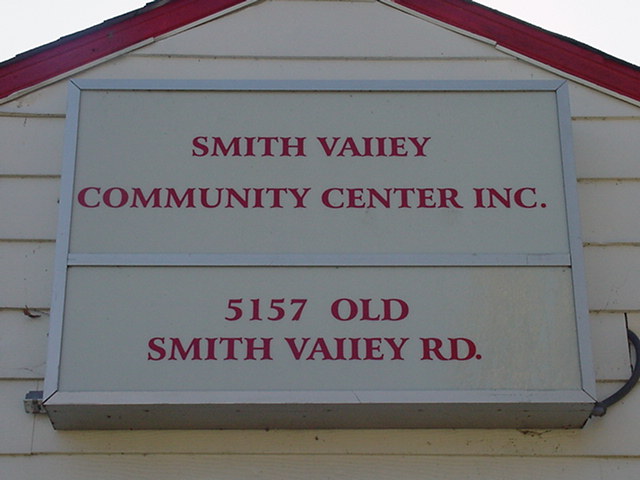 SMITH VAIIEY
COMMUNITY CENTER INC.
5157 OLD
SMITH VAIIEY RD.